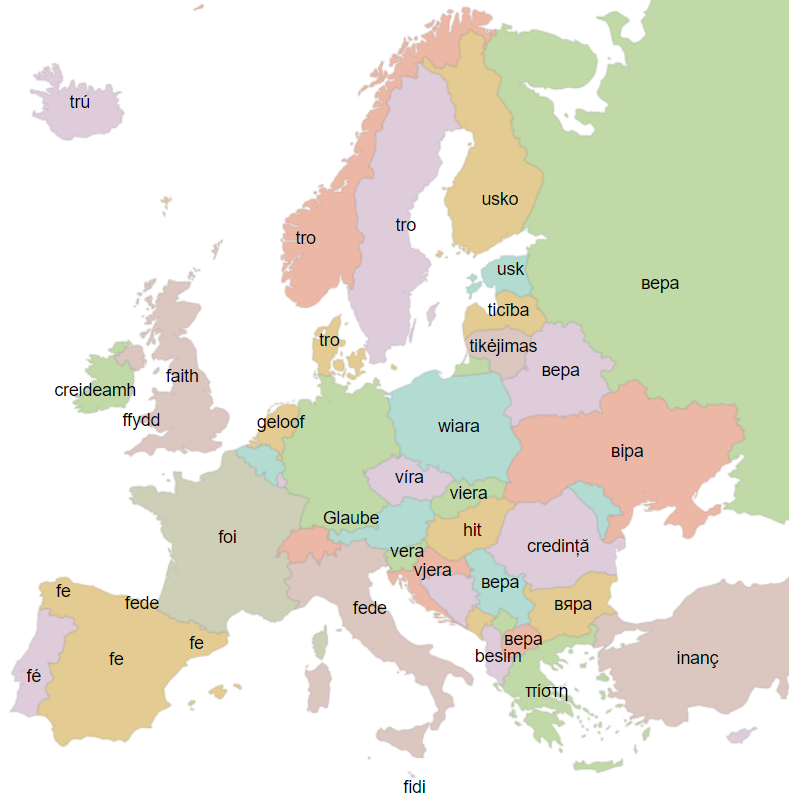 trú
usko
tro
tro
usk
вера
ticība
tro
tikėjimas
вера
faith
creideamh
ffydd
geloof
wiara
віра
víra
viera
Glaube
hit
foi
credință
vera
vjera
вера
fe
fede
fede
вяра
fe
вера
fe
besim
inanç
fé
πίστη
fidi